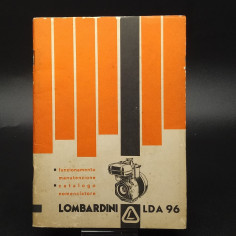 • funzionamento
manutenzione
• catalogo
nomenclatore
LOMBARDINI LDA 96